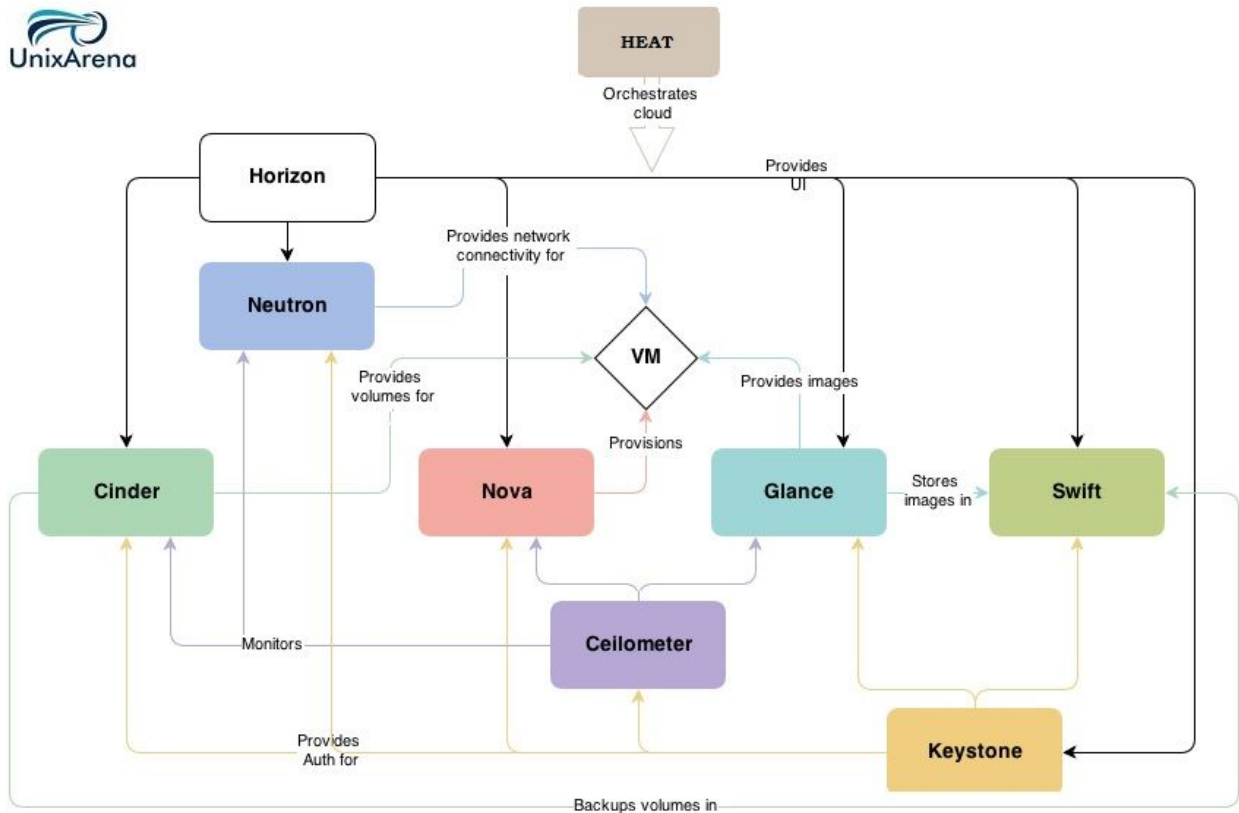 UnixArena
HEAT
Orchestrates
cloud
Horizon
Provides
UI
Provides network
connectivity for
Neutron
VM
Provides
volumes for
Provides images
Provisions
Cinder
Nova
Glance
Stores
images in
Swift
Monitors
Ceilometer
Provides
Auth for
Keystone
Backups volumes in